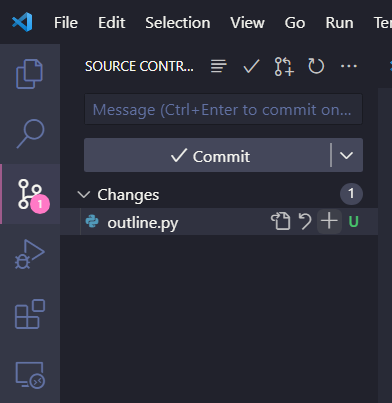 File Edit Selection View Go Run Ter
SOURCE CONTR...
Message (Ctrl+Enter to commit on...
Commit
Changes 1
outline.py U
1